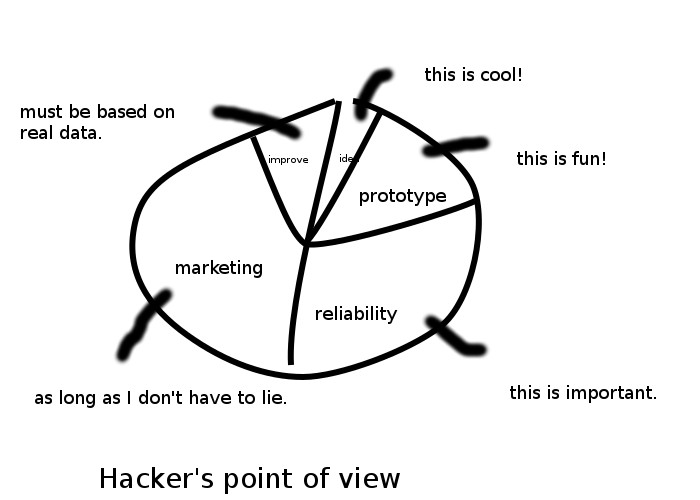 this is cool!
must be based on
real data.
this is fun!
improve
idea
prototype
marketing
reliability
as long as I don't have to lie.
this is important.
Hacker's point of view